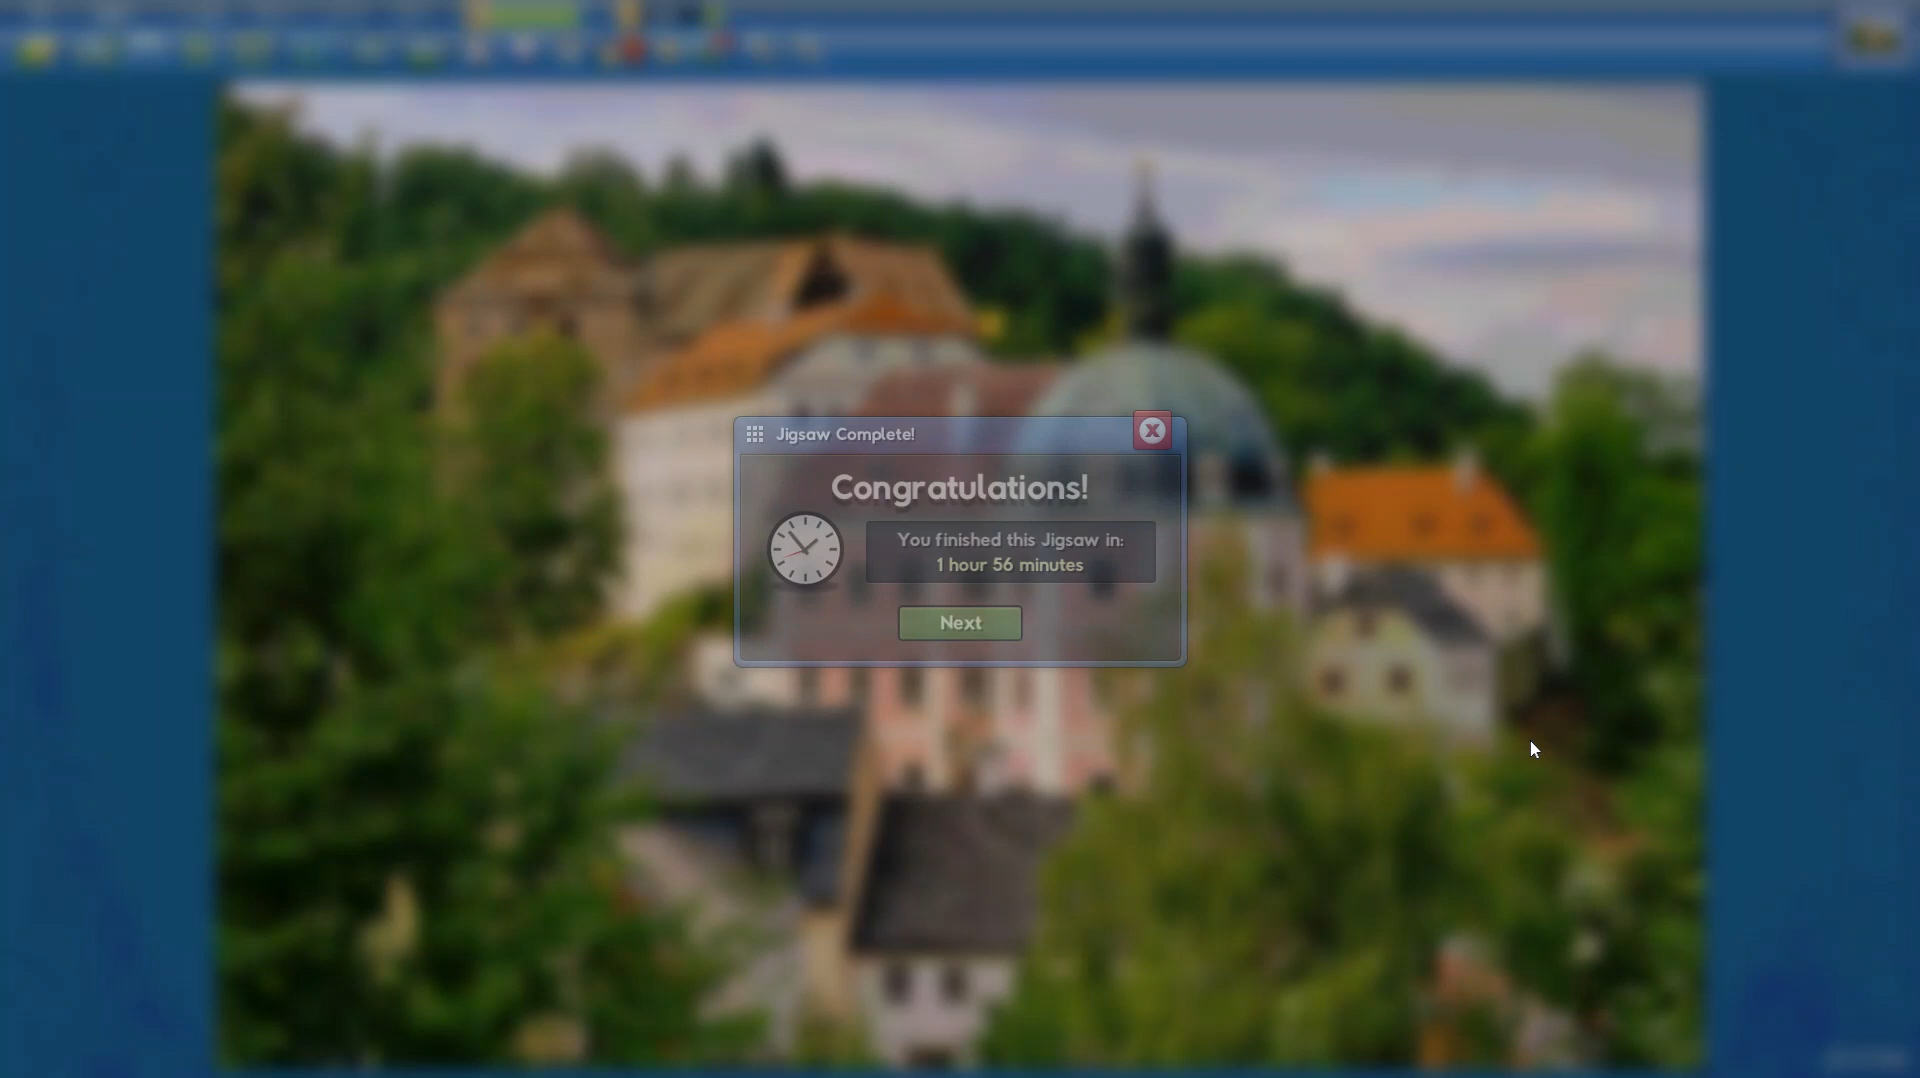 Jigsaw Complete!
Congratulations!
You finished this Jigsaw in:
1 hour 56 minutes
Next